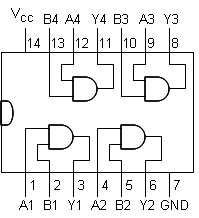 Vcc B4 A4 Y4 B3 A3 Y3
14 13 12 11 10 9 8
1 2 3 4 5 6 7
A1 B1 Y1 A2 B2 Y2 GND